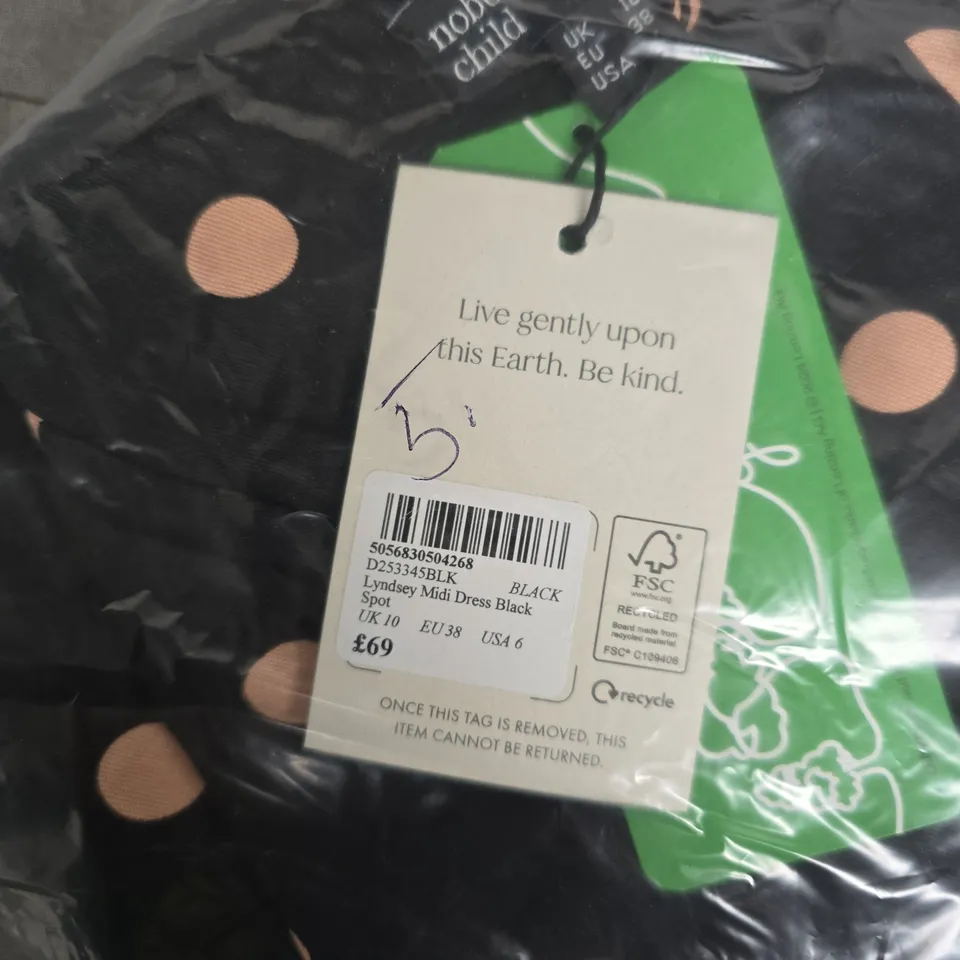 child
UK
EU
USA
38
Live gently upon
this Earth. Be kind.
5056830504268
D253345BLK
BLACK
Lyndsey Midi Dress Black
Spot
UK 10 EU 38 USA 6
£69
FSC
www.fsc.org
RECYCLED
Board made from
recycled material
FSC® C109406
recycle
ONCE THIS TAG IS REMOVED, THIS
ITEM CANNOT BE RETURNED.